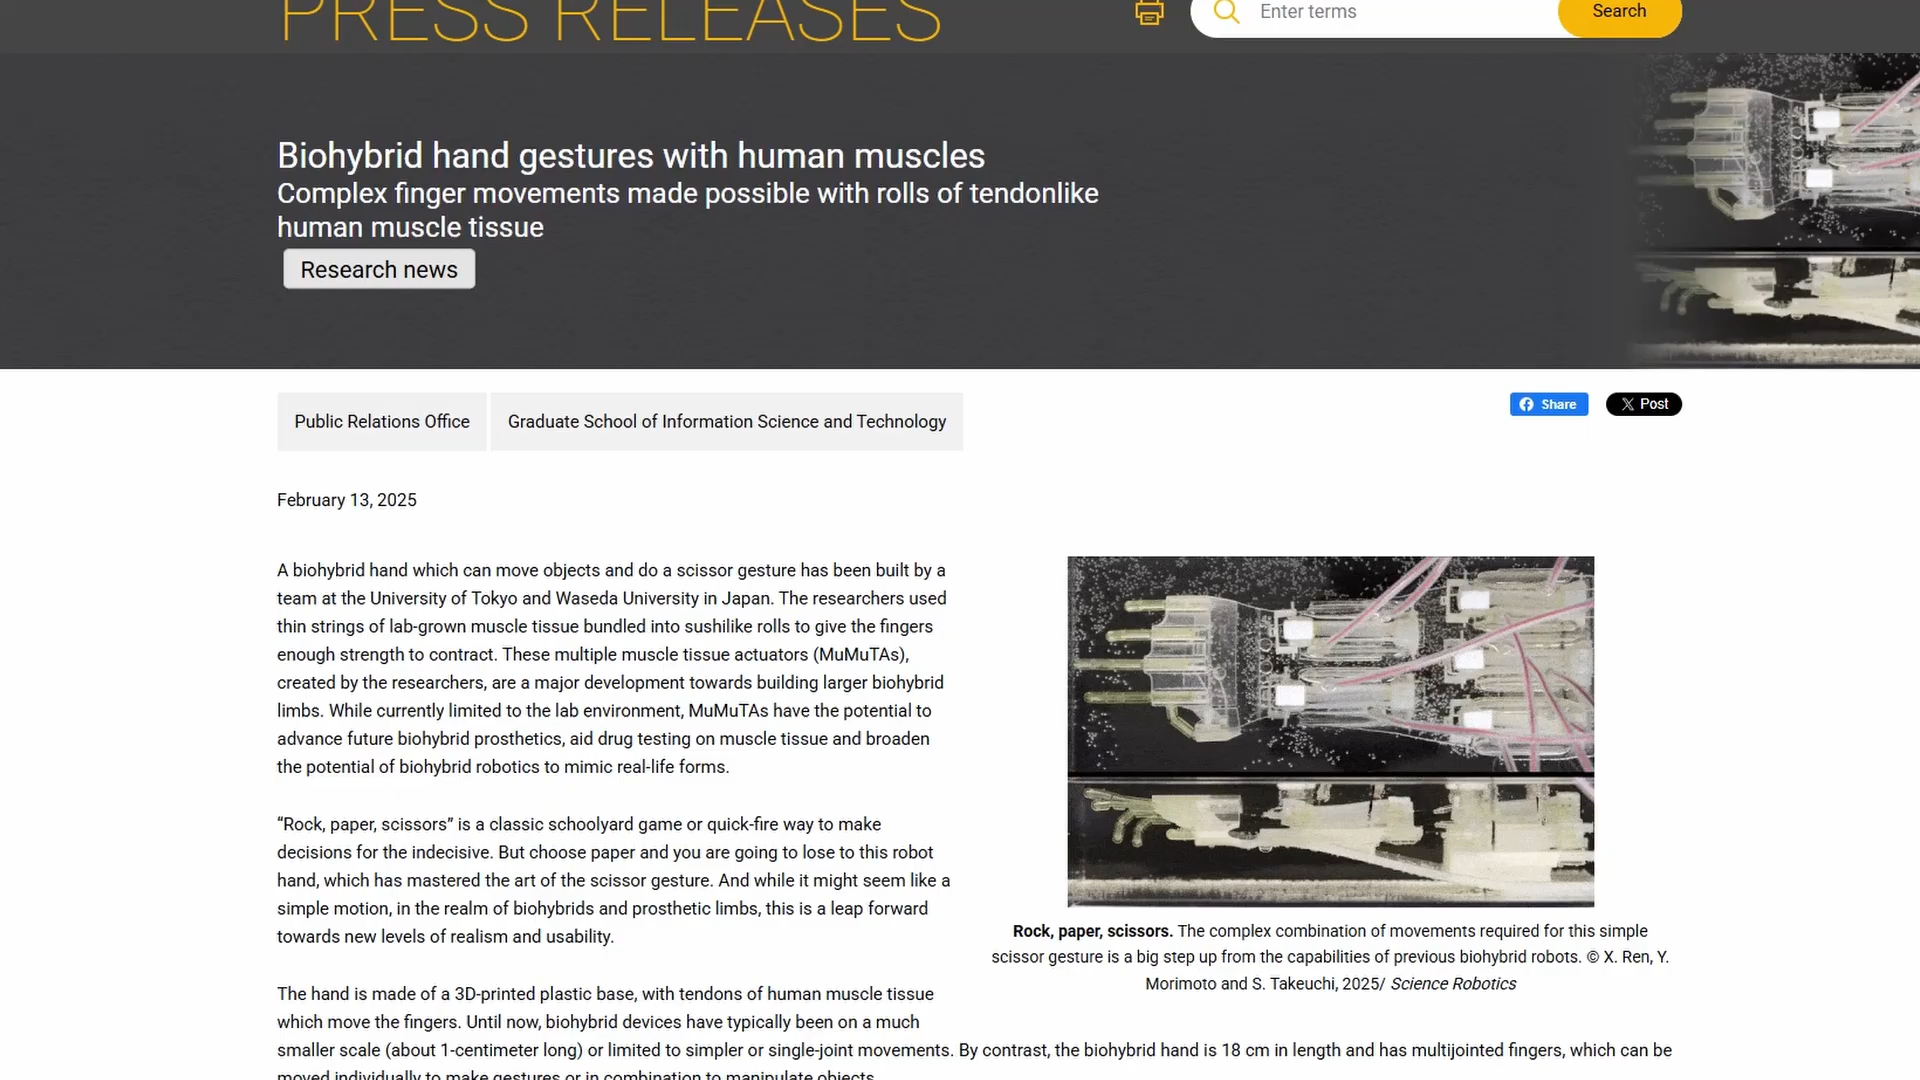 PRESS RELEASES
Enter terms
Search
Biohybrid hand gestures with human muscles
Complex finger movements made possible with rolls of tendonlike
human muscle tissue
Research news
Public Relations Office
Graduate School of Information Science and Technology
Share
Post
February 13, 2025
A biohybrid hand which can move objects and do a scissor gesture has been built by a
team at the University of Tokyo and Waseda University in Japan. The researchers used
thin strings of lab-grown muscle tissue bundled into sushilike rolls to give the fingers
enough strength to contract. These multiple muscle tissue actuators (MuMuTAs),
created by the researchers, are a major development towards building larger biohybrid
limbs. While currently limited to the lab environment, MuMuTAs have the potential to
advance future biohybrid prosthetics, aid drug testing on muscle tissue and broaden
the potential of biohybrid robotics to mimic real-life forms.
“Rock, paper, scissors” is a classic schoolyard game or quick-fire way to make
decisions for the indecisive. But choose paper and you are going to lose to this robot
hand, which has mastered the art of the scissor gesture. And while it might seem like a
simple motion, in the realm of biohybrids and prosthetic limbs, this is a leap forward
towards new levels of realism and usability.
Rock, paper, scissors. The complex combination of movements required for this simple
scissor gesture is a big step up from the capabilities of previous biohybrid robots. © X. Ren, Y.
Morimoto and S. Takeuchi, 2025/ Science Robotics
The hand is made of a 3D-printed plastic base, with tendons of human muscle tissue
which move the fingers. Until now, biohybrid devices have typically been on a much
smaller scale (about 1-centimeter long) or limited to simpler or single-joint movements. By contrast, the biohybrid hand is 18 cm in length and has multijointed fingers, which can be
moved individually to make gestures or in combination to manipulate objects.